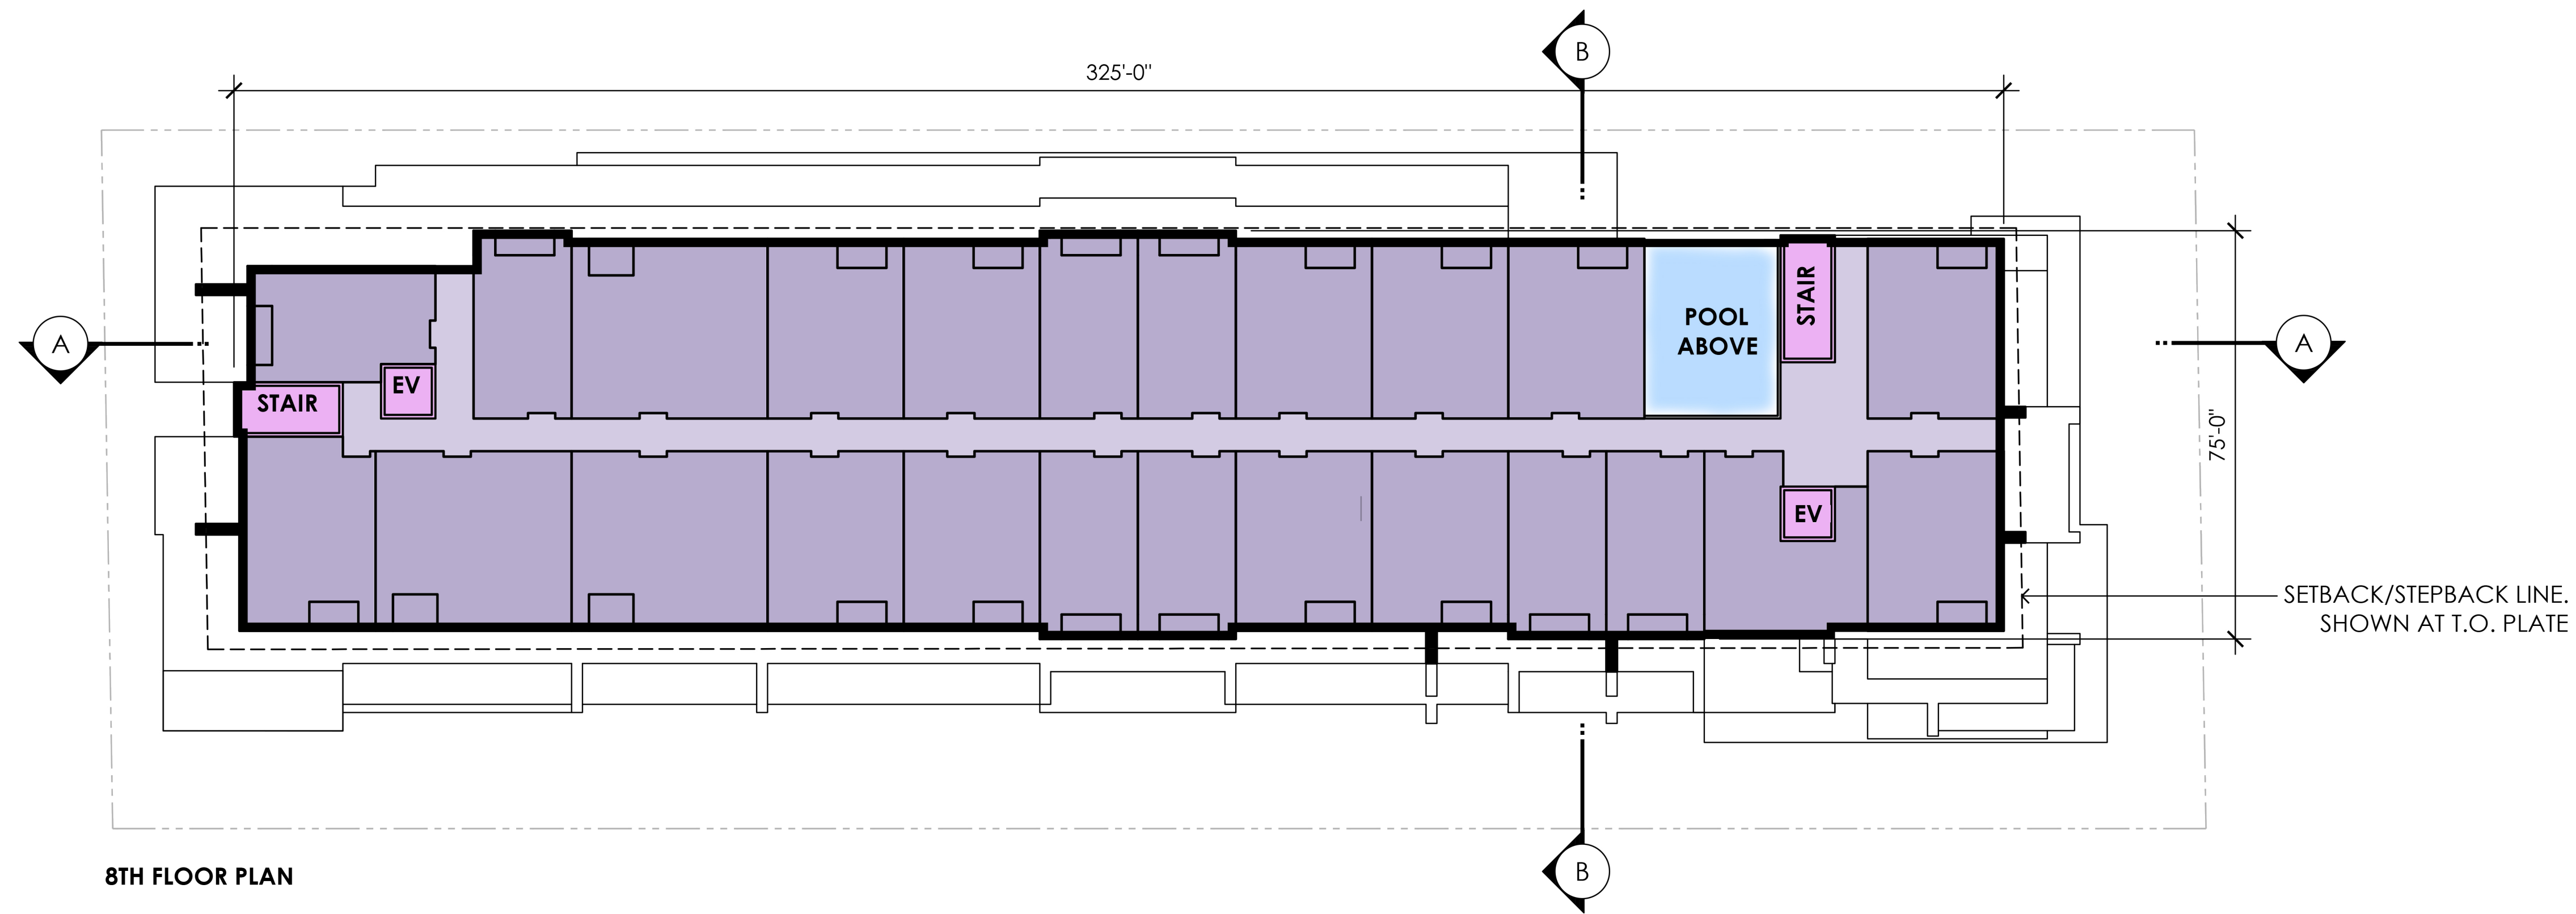 B
325'-0"
STAIR
POOL
ABOVE
A
A
EV
STAIR
75'-0"
EV
SETBACK/STEPBACK LINE.
SHOWN AT T.O. PLATE
B
8TH FLOOR PLAN